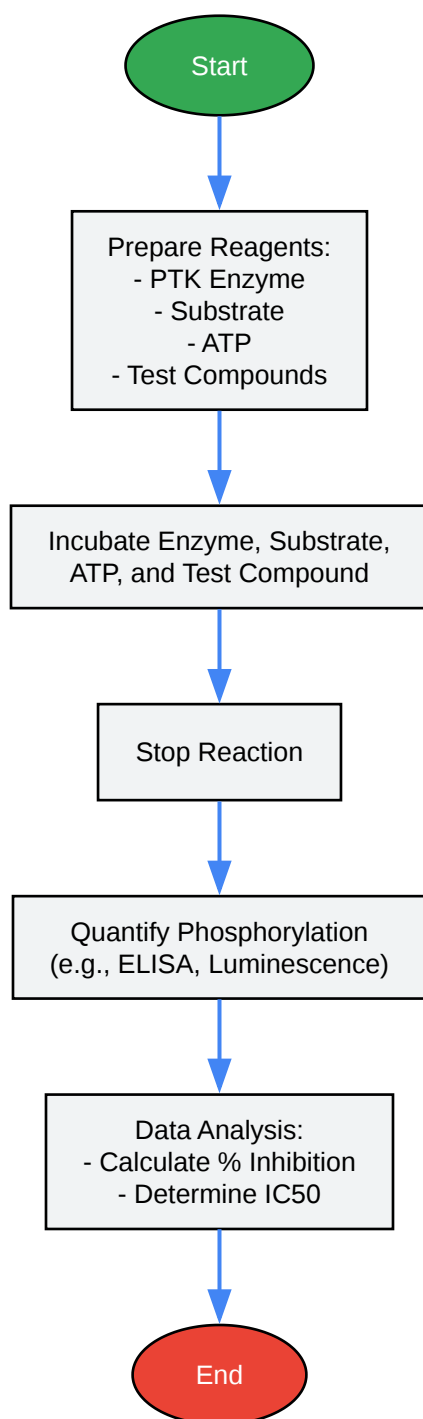 Start
Prepare Reagents:
- PTK Enzyme
- Substrate
- ATP
- Test Compounds
Incubate Enzyme, Substrate,
ATP, and Test Compound
Stop Reaction
Quantify Phosphorylation
(e.g., ELISA, Luminescence)
Data Analysis:
- Calculate % Inhibition
- Determine IC50
End